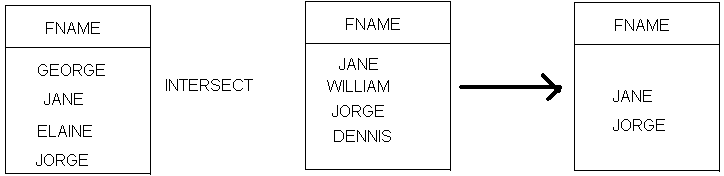 FNAME
GEORGE
JANE
ELAINE
JORGE
INTERSECT
FNAME
JANE
WILLIAM
JORGE
DENNIS
FNAME
JANE
JORGE